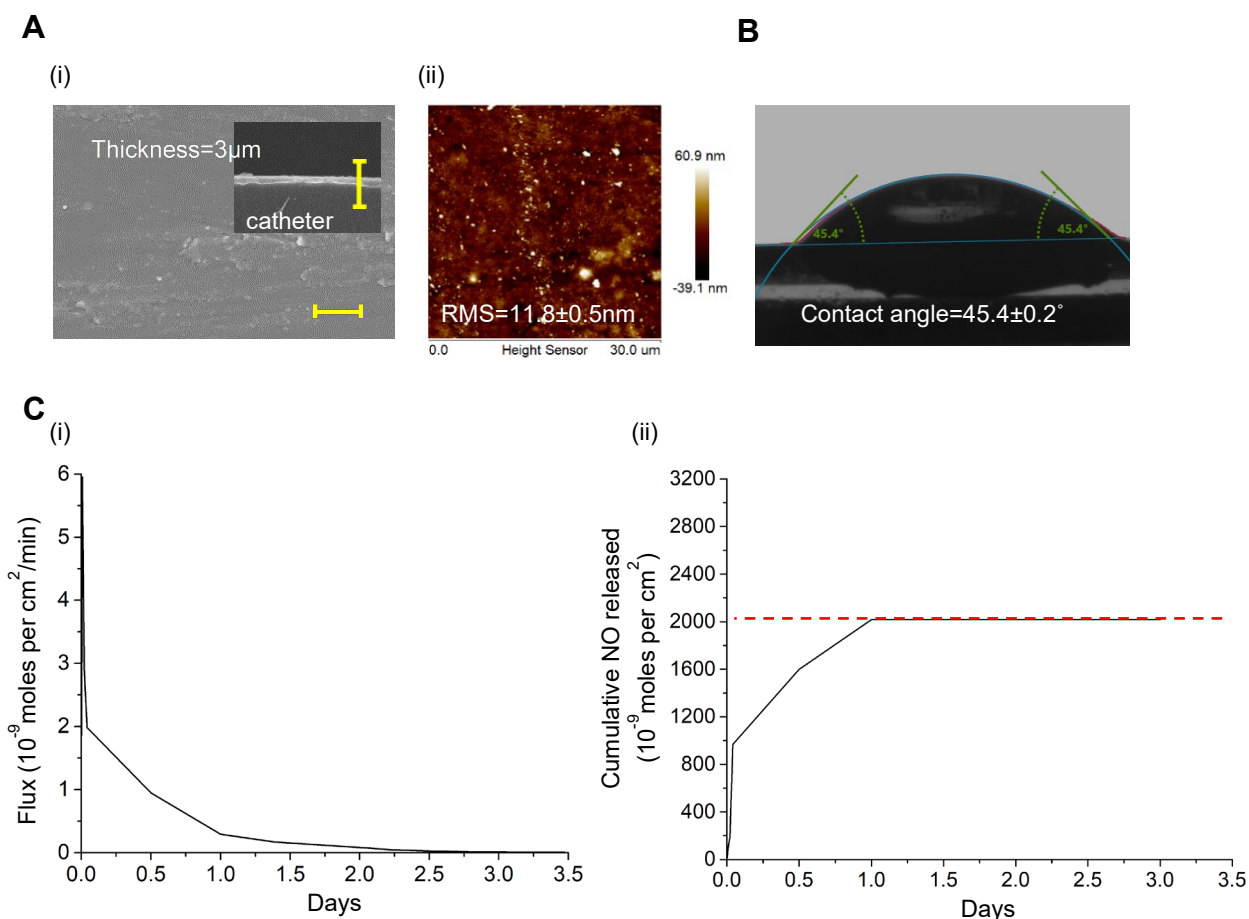 A
B
(i)
(ii)
Thickness=3μm
catheter
60.9 nm
-39.1 nm
RMS=11.8±0.5nm
0.0 Height Sensor 30.0 um
45.4°
45.4°
Contact angle=45.4±0.2°
C
(i)
(ii)
6
5
4
3
2
1
0
Flux (10⁻⁹ moles per cm²/min)
0.0 0.5 1.0 1.5 2.0 2.5 3.0 3.5
Days
3200
2800
2400
2000
1600
1200
800
400
0
Cumulative NO released
(10⁻⁹ moles per cm²)
0.0 0.5 1.0 1.5 2.0 2.5 3.0 3.5
Days